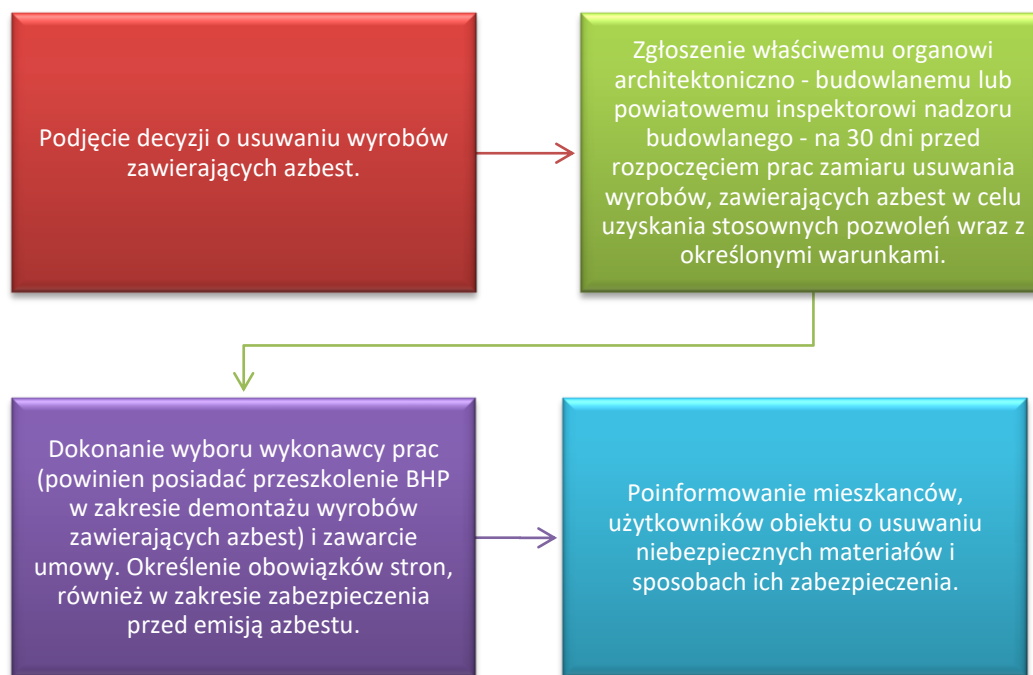 Podjęcie decyzji o usuwaniu wyrobów
zawierających azbest.
Zgłoszenie właściwemu organowi
architektoniczno - budowlanemu lub
powiatowemu inspektorowi nadzoru
budowlanego - na 30 dni przed
rozpoczęciem prac zamiaru usuwania
wyrobów, zawierających azbest w celu
uzyskania stosownych pozwoleń wraz z
określonymi warunkami.
Dokonanie wyboru wykonawcy prac
(powinien posiadać przeszkolenie BHP
w zakresie demontażu wyrobów
zawierających azbest) i zawarcie
umowy. Określenie obowiązków stron,
również w zakresie zabezpieczenia
przed emisją azbestu.
Poinformowanie mieszkanców,
użytkowników obiektu o usuwaniu
niebezpiecznych materiałów i
sposobach ich zabezpieczenia.